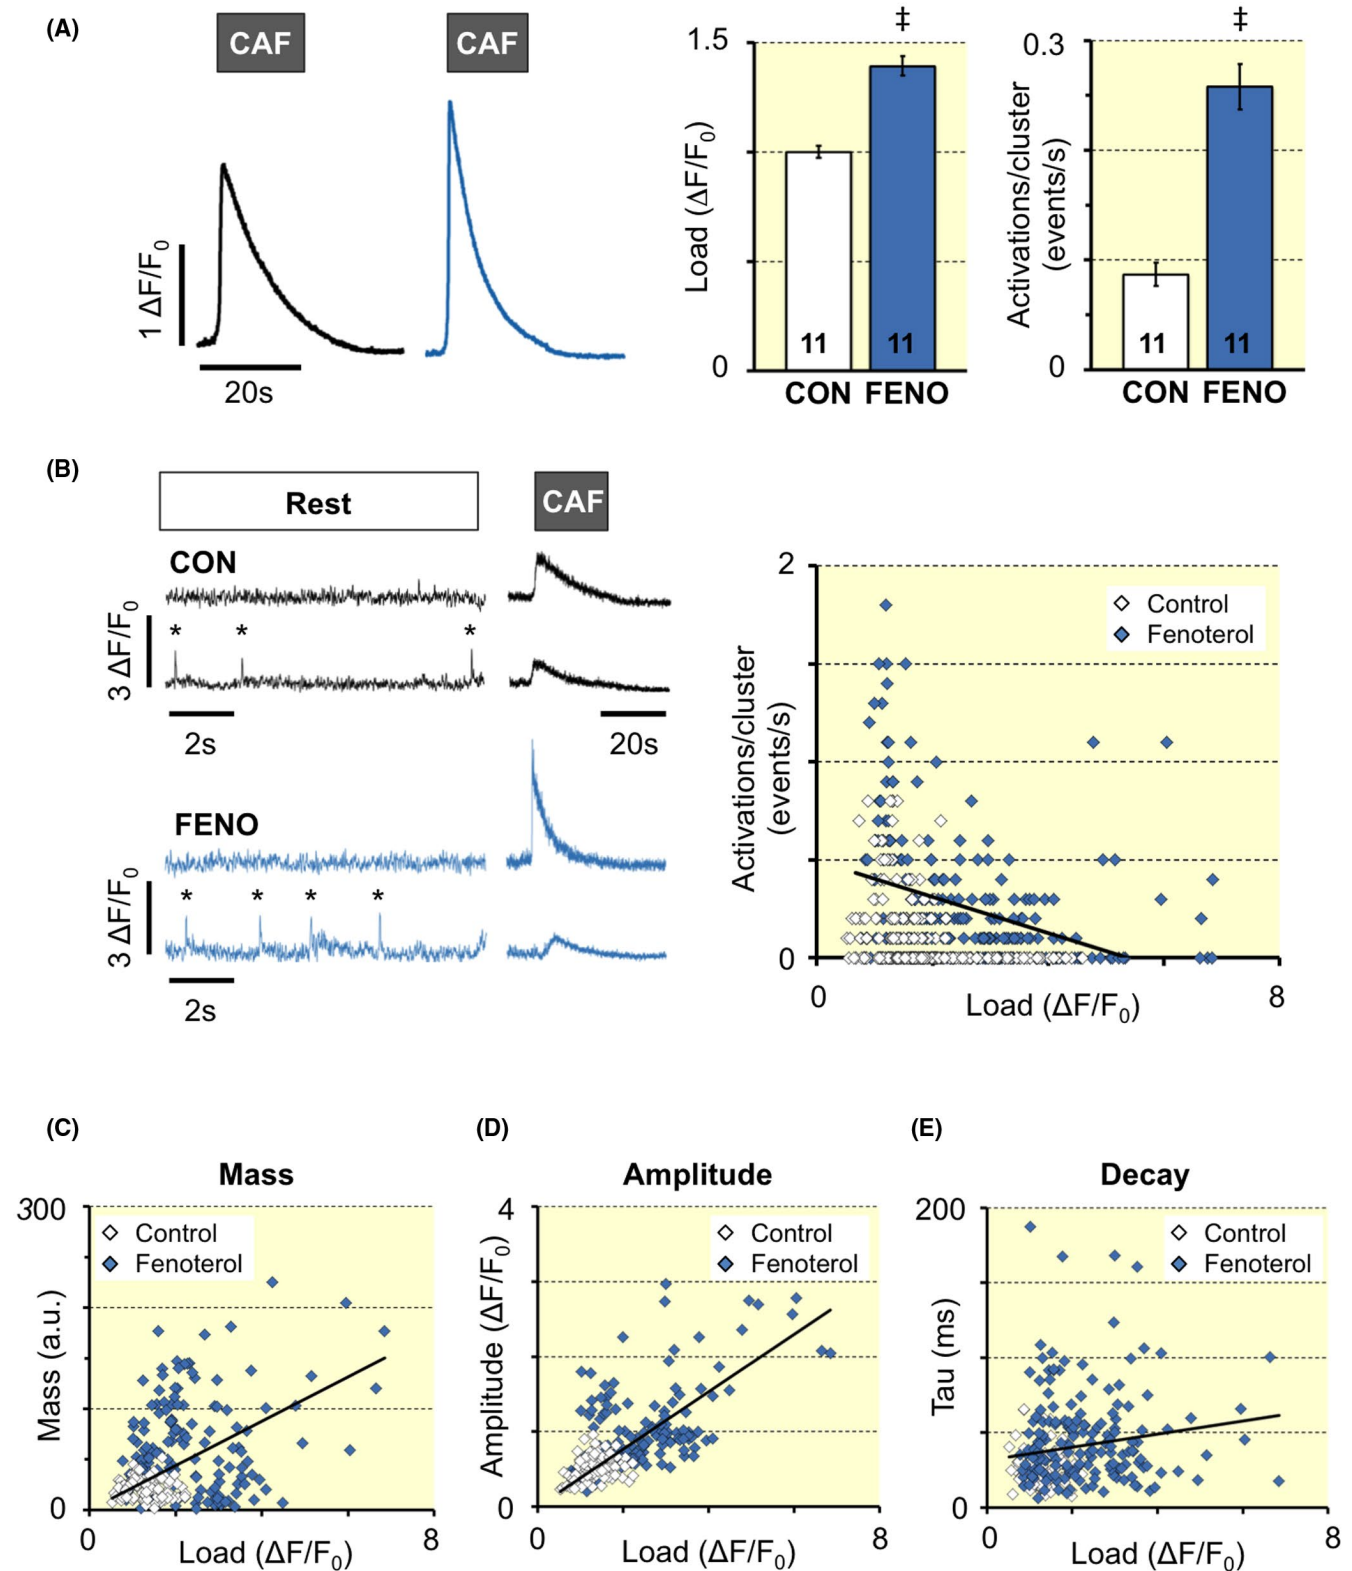 (A)
CAF CAF
1 ΔF/F0
20s
‡
1.5
Load (ΔF/F0)
0
11 11
CON FENO
‡
0.3
Activations/cluster
(events/s)
0
11 11
CON FENO
(B)
Rest CAF
CON
3 ΔF/F0
* * *
2s 20s
FENO
3 ΔF/F0
* * * *
2s
2
Control
Fenoterol
Activations/cluster
(events/s)
0
0 8
Load (ΔF/F0)
(C)
Mass
300
Control
Fenoterol
Mass (a.u.)
0
0 8
Load (ΔF/F0)
(D)
Amplitude
4
Control
Fenoterol
Amplitude (ΔF/F0)
0
0 8
Load (ΔF/F0)
(E)
Decay
200
Control
Fenoterol
Tau (ms)
0
0 8
Load (ΔF/F0)